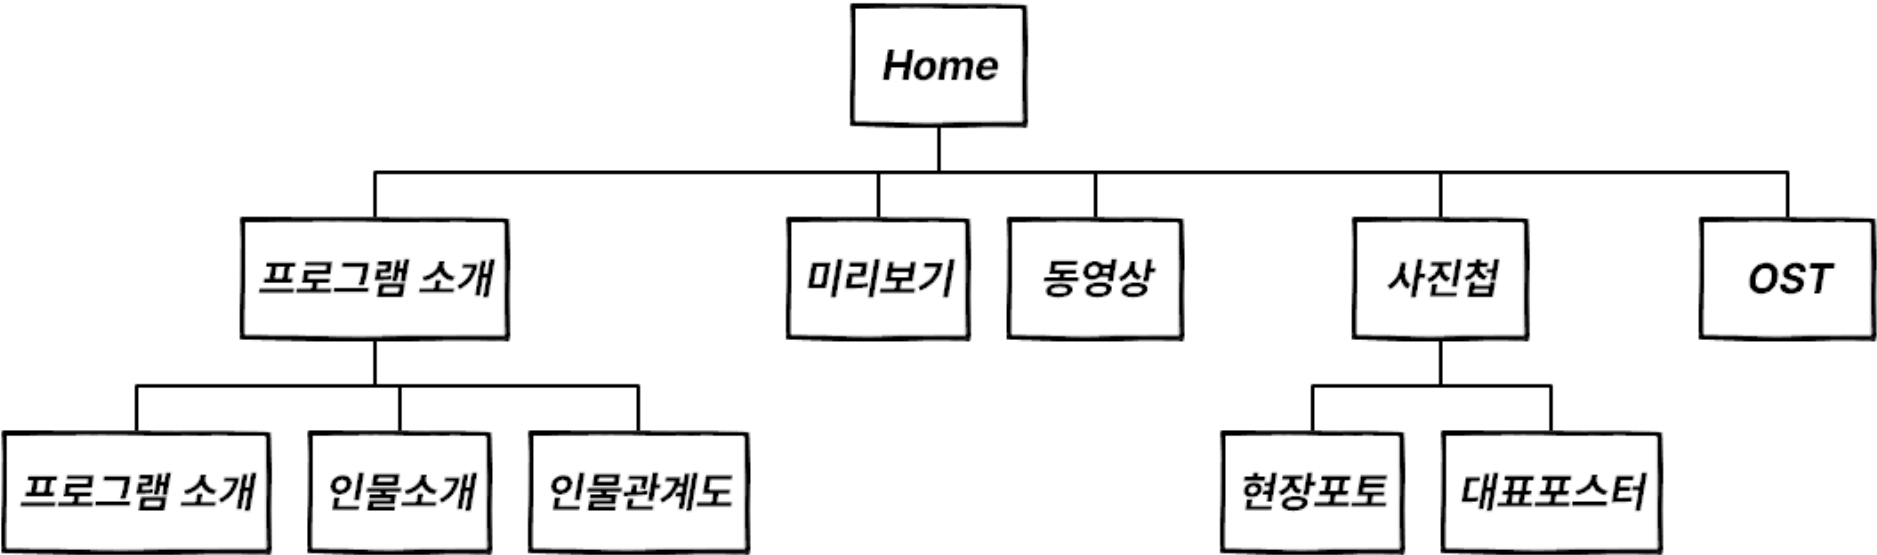 Home
프로그램 소개
미리보기
동영상
사진첩
OST
프로그램 소개
인물소개
인물관계도
현장포토
대표포스터